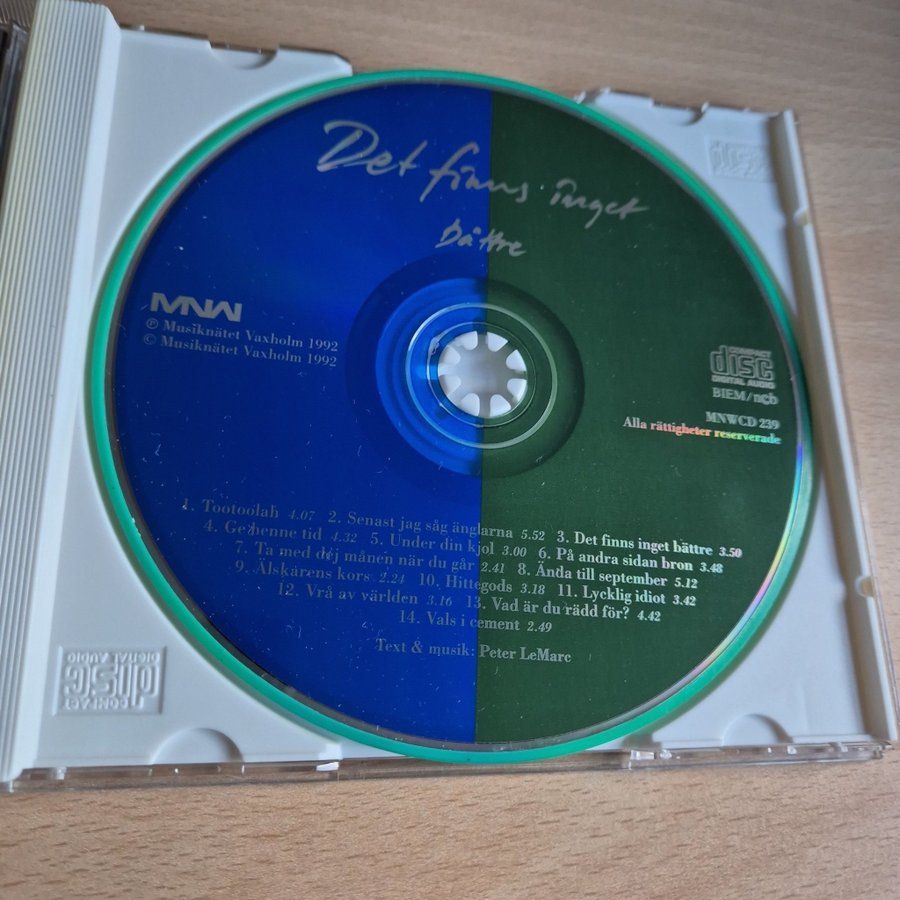 Det finns inget
bättre
MNW
℗ Musiknätet Vaxholm 1992
© Musiknätet Vaxholm 1992
COMPACT
disc
DIGITAL AUDIO
BIEM/ncb
MNWCD 239
Alla rättigheter reserverade
1. Tootoolah 4.07 2. Senast jag såg änglarna 5.52 3. Det finns inget bättre 3.50
4. Ge henne tid 4.32 5. Under din kjol 3.00 6. På andra sidan bron 3.48
7. Ta med dej månen när du går 2.41 8. Ända till september 5.12
9. Älskarens kors 2.24 10. Hittegods 3.18 11. Lycklig idiot 3.42
12. Vrå av världen 3.16 13. Vad är du rädd för? 4.42
14. Vals i cement 2.49
Text & musik: Peter LeMarc
COMPACT
disc
DIGITAL AUDIO
disc